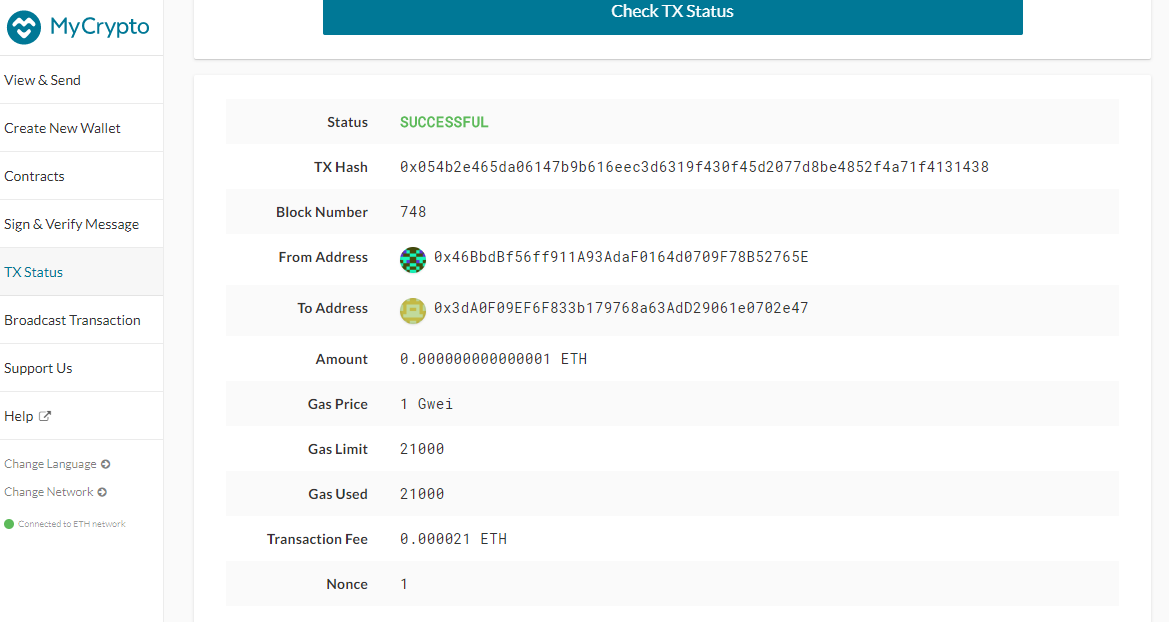 MyCrypto
View & Send
Create New Wallet
Contracts
Sign & Verify Message
TX Status
Broadcast Transaction
Support Us
Help
Change Language
Change Network
Connected to ETH network
Check TX Status
Status SUCCESSFUL
TX Hash 0x054b2e465da06147b9b616eec3d6319f430f45d2077d8be4852f4a71f4131438
Block Number 748
From Address 0x46BbdBf56ff911A93AdaF0164d0709F78B52765E
To Address 0x3dA0F09EF6F833b179768a63AdD29061e0702e47
Amount 0.000000000000001 ETH
Gas Price 1 Gwei
Gas Limit 21000
Gas Used 21000
Transaction Fee 0.000021 ETH
Nonce 1